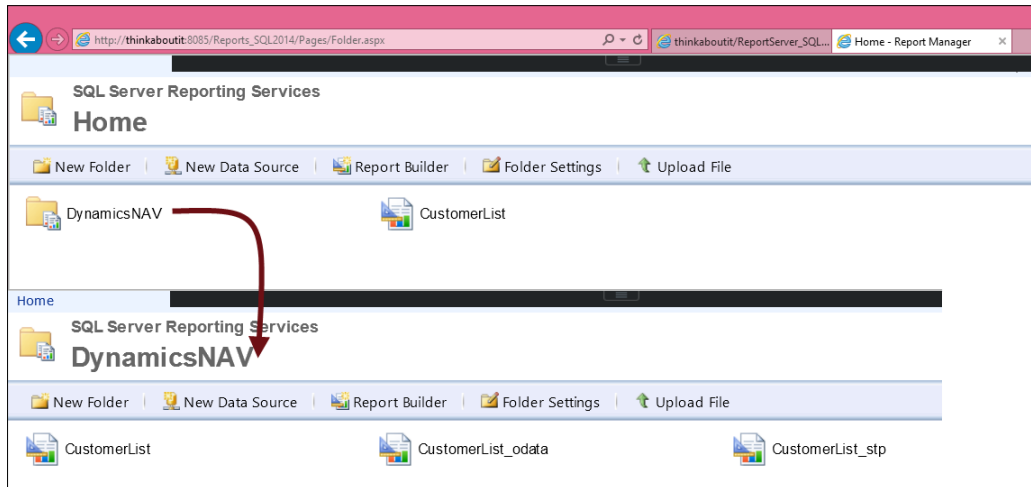 http://thinkaboutit:8085/Reports_SQL2014/Pages/Folder.aspx thinkaboutit/ReportServer_SQL... Home - Report Manager
SQL Server Reporting Services
Home
New Folder New Data Source Report Builder Folder Settings Upload File
DynamicsNAV CustomerList
Home
SQL Server Reporting Services
DynamicsNAV
New Folder New Data Source Report Builder Folder Settings Upload File
CustomerList CustomerList_odata CustomerList_stp